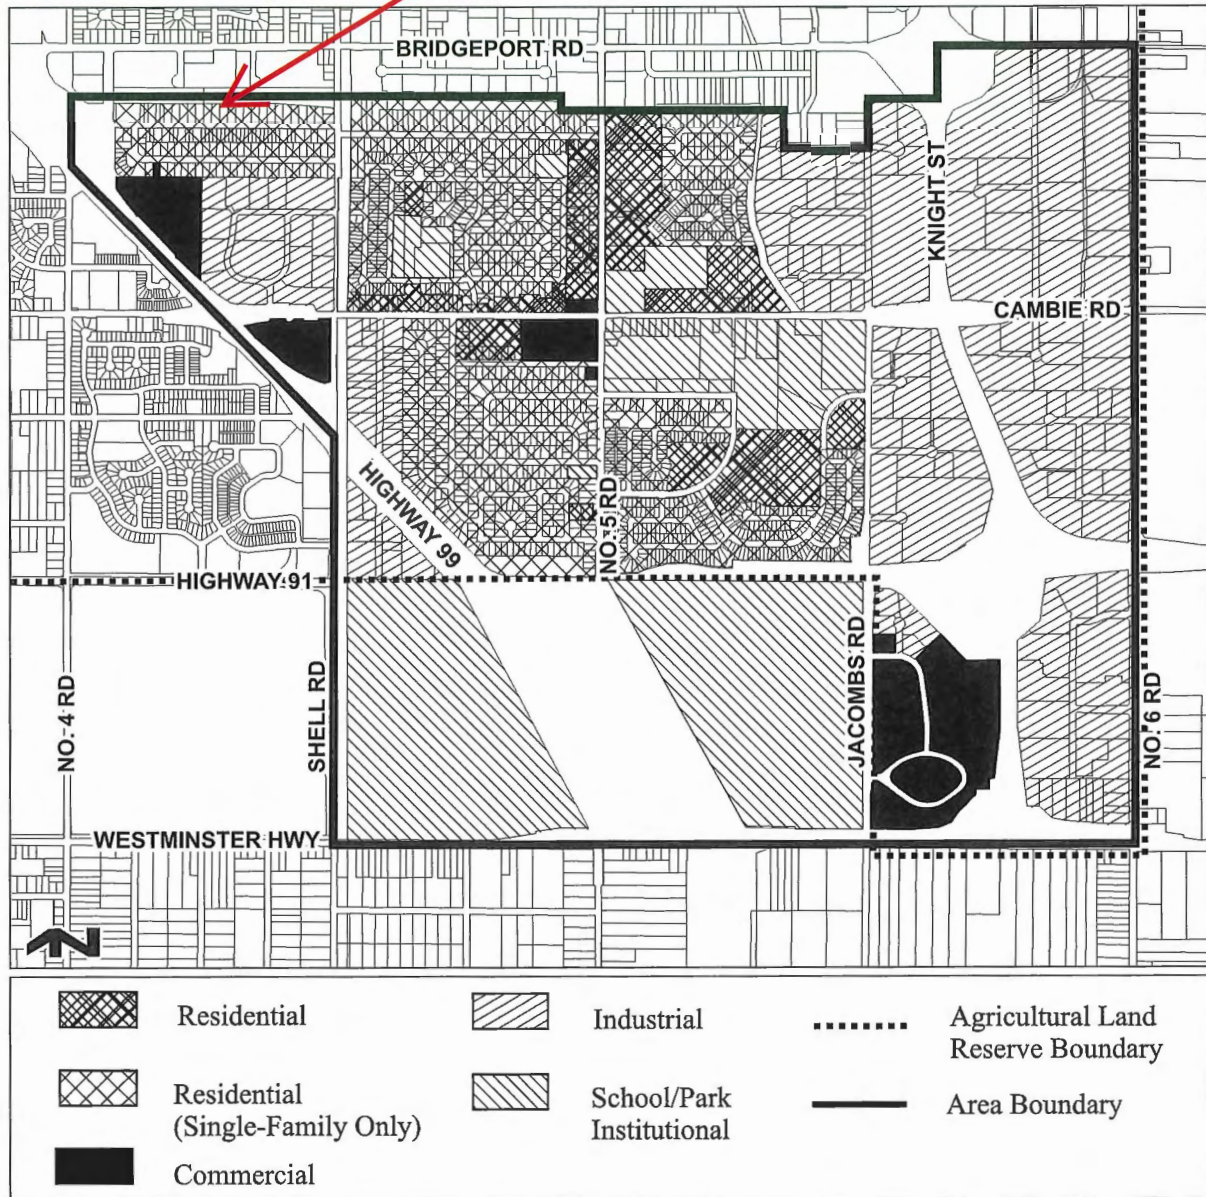 BRIDGEPORT RD
KNIGHT ST
CAMBIE RD
HIGHWAY 99
NO. 5 RD
HIGHWAY 91
NO. 4 RD
SHELL RD
JACOMBS RD
NO. 6 RD
WESTMINSTER HWY
N
Residential
Industrial
Agricultural Land
Reserve Boundary
Residential
(Single-Family Only)
School/Park
Institutional
Area Boundary
Commercial